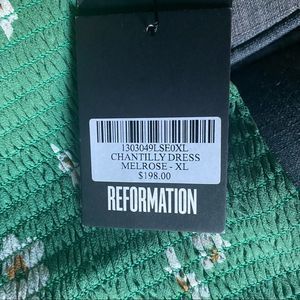 1303049LSE0XL
CHANTILLY DRESS
MELROSE - XL
$198.00
REFORMATION